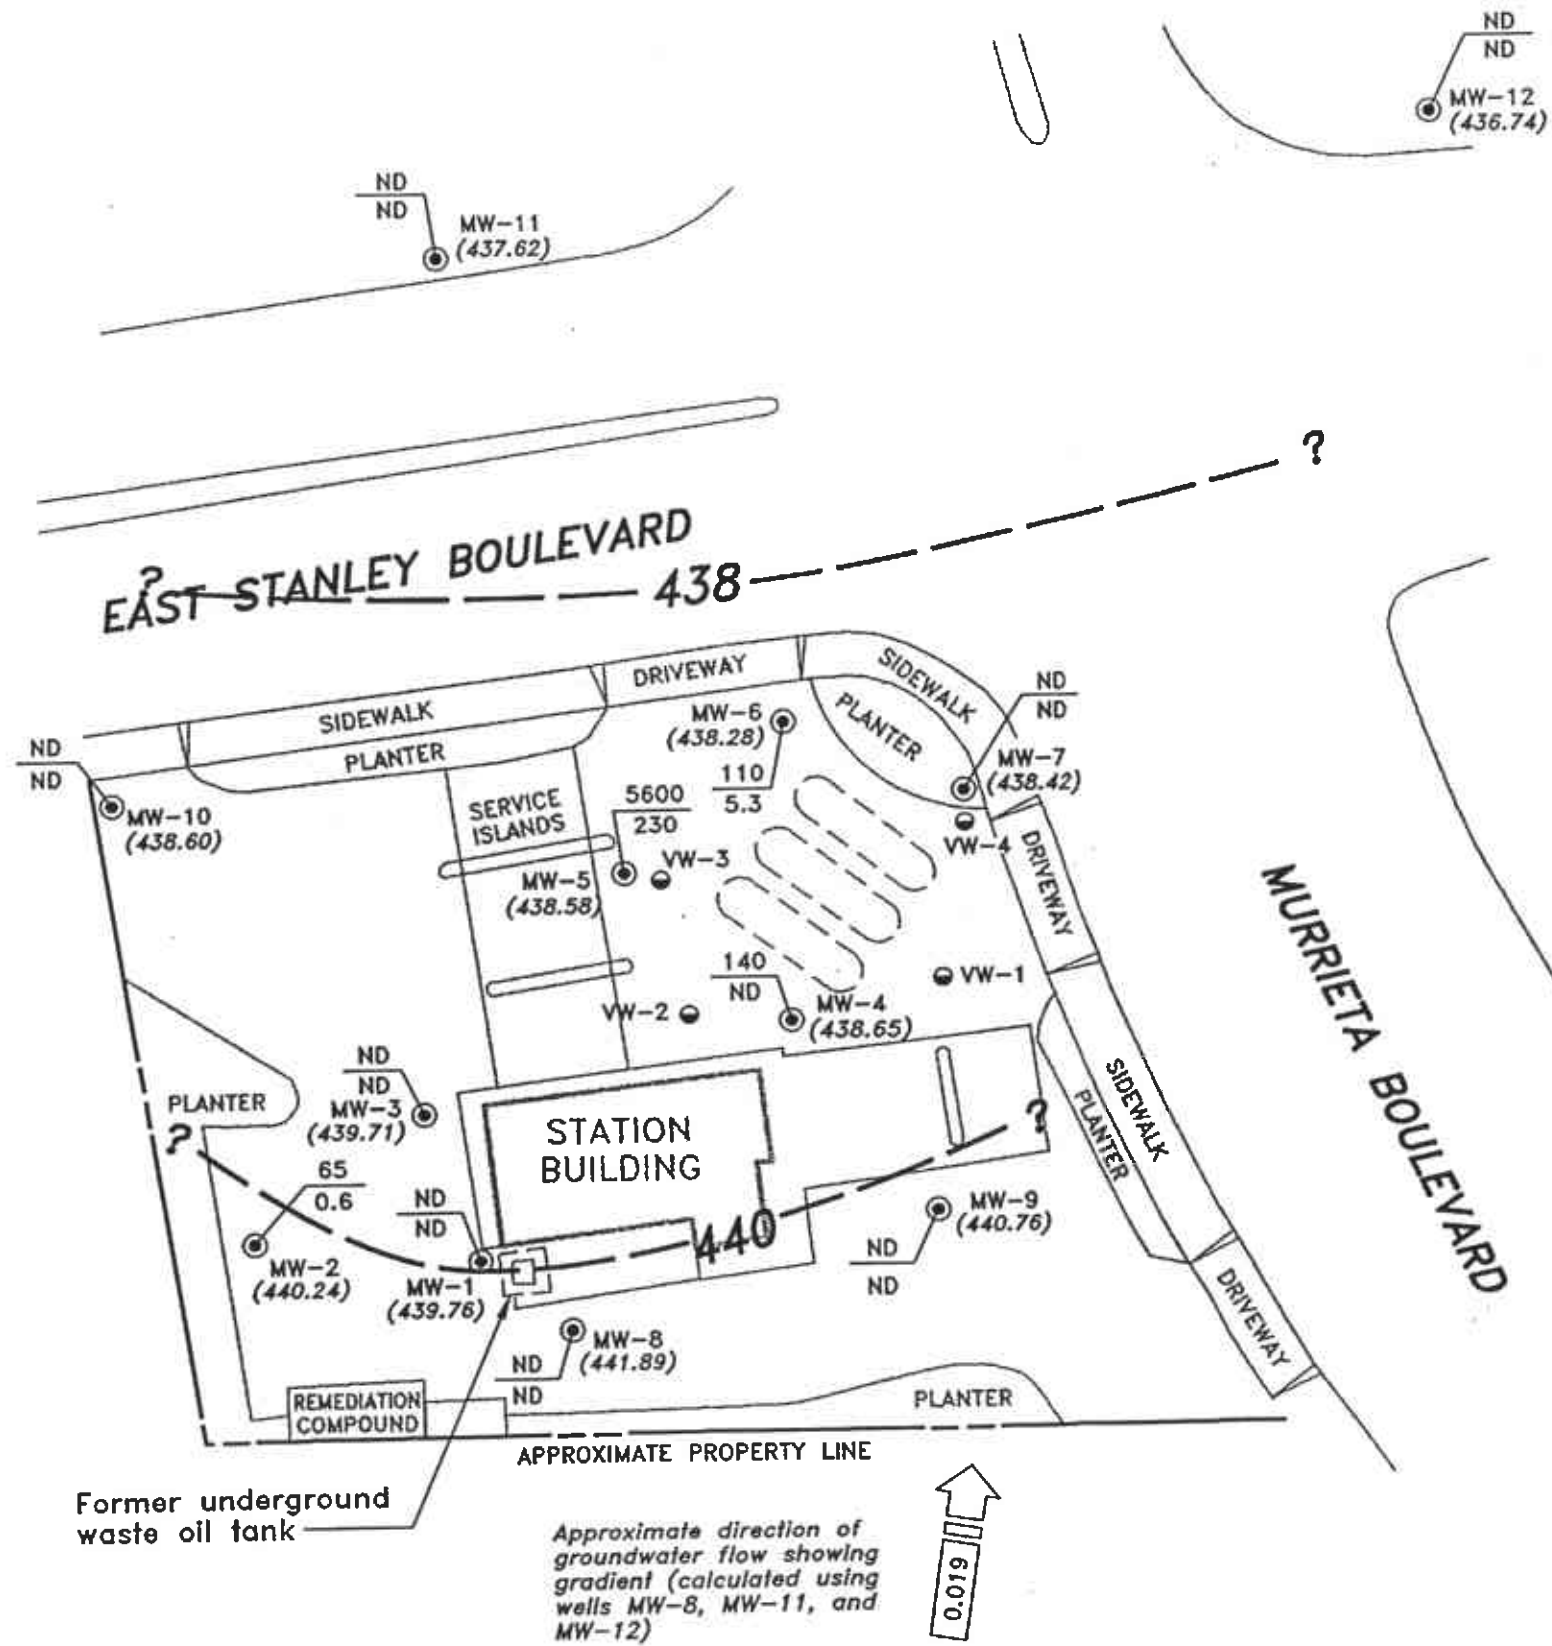 ND
ND
MW-12
(436.74)
ND
ND
MW-11
(437.62)
?
EAST STANLEY BOULEVARD
?
438
SIDEWALK
DRIVEWAY
SIDEWALK
PLANTER
PLANTER
ND
ND
MW-10
(438.60)
MW-6
(438.28)
110
5.3
ND
ND
MW-7
(438.42)
VW-4
SERVICE
ISLANDS
5600
230
VW-3
MW-5
(438.58)
DRIVEWAY
MURRIETA BOULEVARD
140
ND
VW-1
VW-2
MW-4
(438.65)
PLANTER
?
ND
ND
MW-3
(439.71)
STATION
BUILDING
?
SIDEWALK
PLANTER
65
0.6
MW-2
(440.24)
ND
ND
MW-1
(439.76)
440
MW-9
(440.76)
ND
ND
DRIVEWAY
MW-8
(441.89)
ND
ND
REMEDIATION
COMPOUND
PLANTER
APPROXIMATE PROPERTY LINE
Former underground
waste oil tank
Approximate direction of
groundwater flow showing
gradient (calculated using
wells MW-8, MW-11, and
MW-12)
0.019